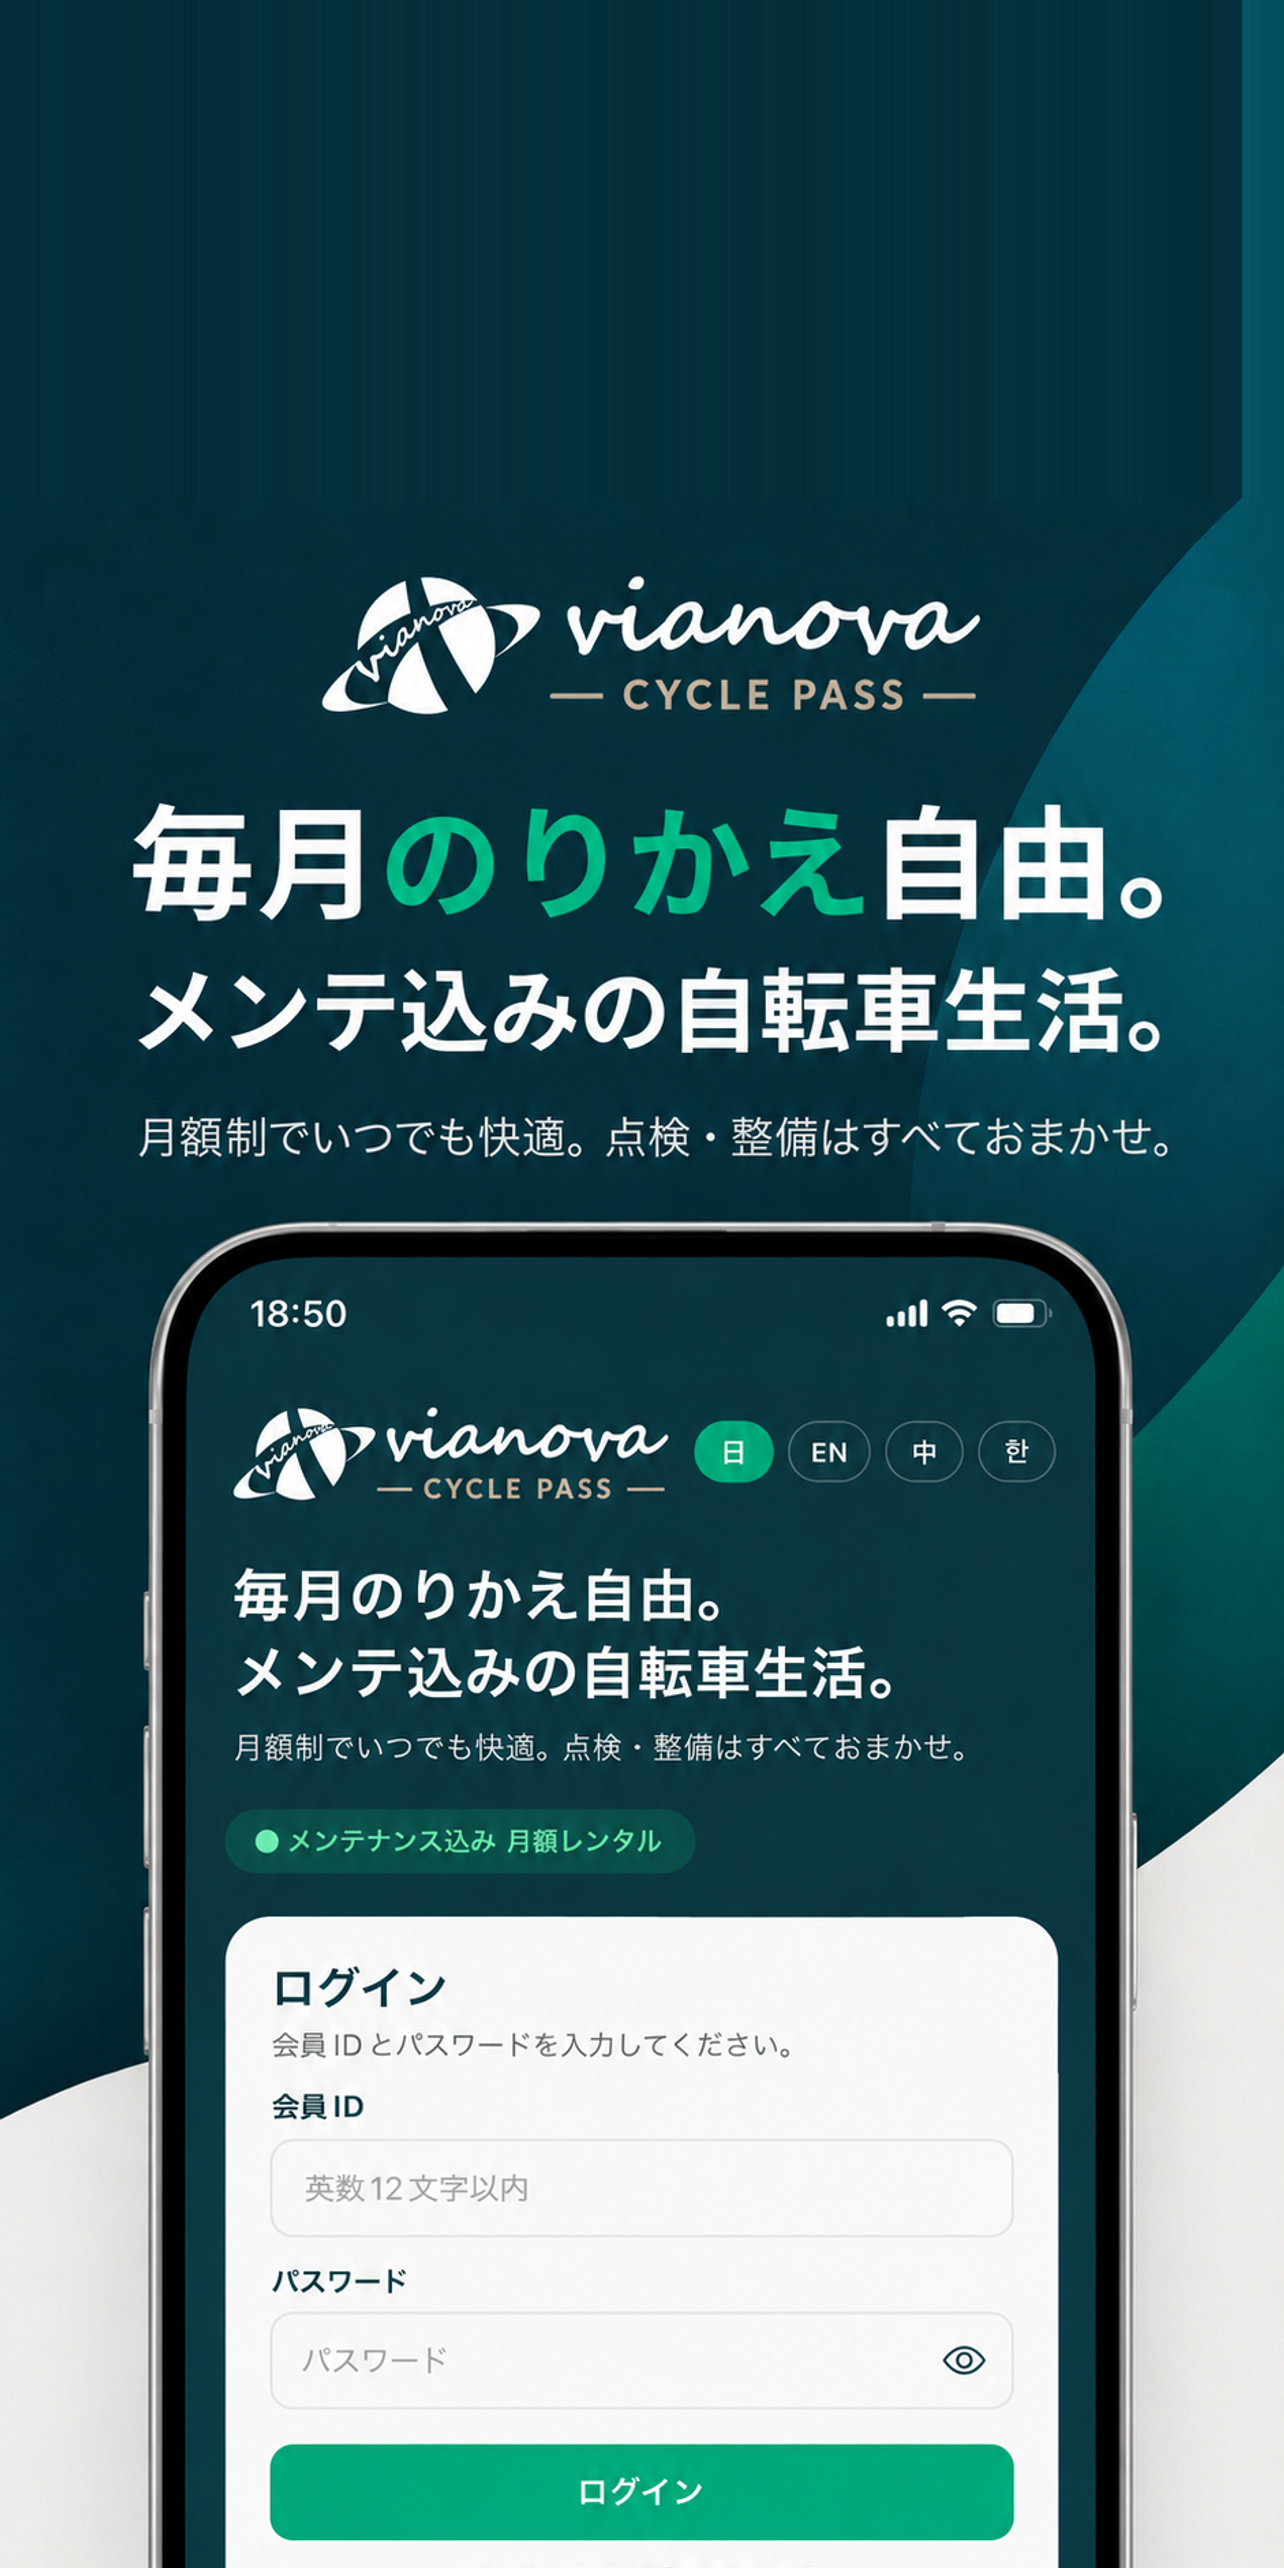 vianova
vianova
CYCLE PASS
毎月のりかえ自由。
メンテ込みの自転車生活。
月額制でいつでも快適。点検・整備はすべておまかせ。
18:50
vianova
vianova
CYCLE PASS
日 EN 中 한
毎月のりかえ自由。
メンテ込みの自転車生活。
月額制でいつでも快適。点検・整備はすべておまかせ。
メンテナンス込み 月額レンタル
ログイン
会員 ID とパスワードを入力してください。
会員 ID
英数 12 文字以内
パスワード
パスワード
ログイン